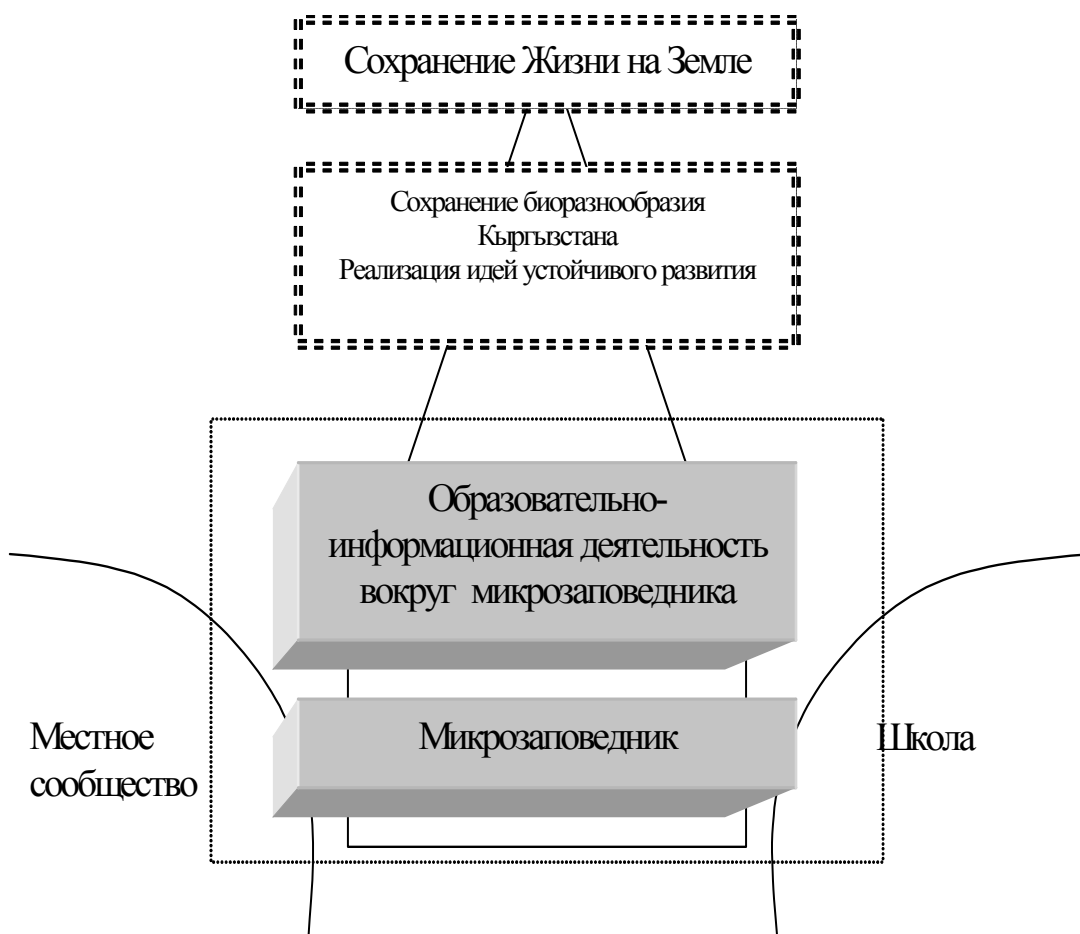 Сохранение Жизни на Земле
Сохранение биоразнообразия
Кыргызстана
Реализация идей устойчивого развития
Образовательно-
информационная деятельность
вокруг микрозаповедника
Местное
сообщество
Микрозаповедник
Школа